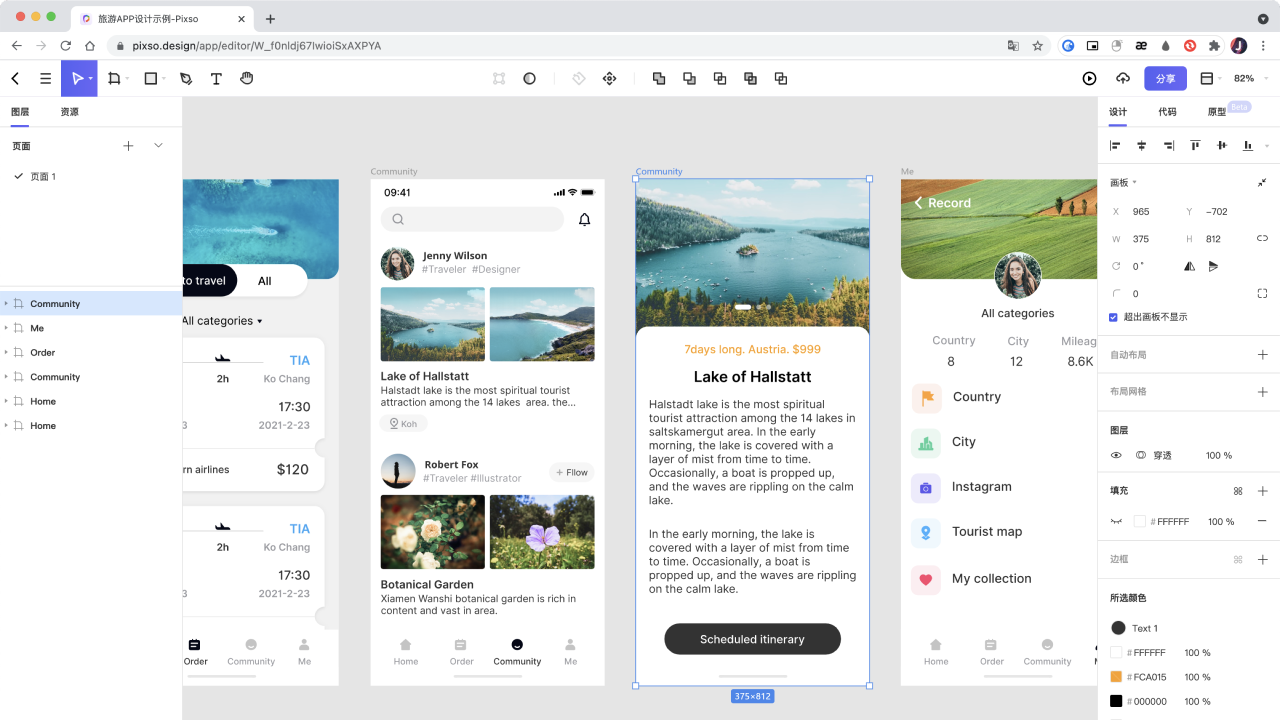 旅游APP设计示例-Pixso
pixso.design/app/editor/W_f0nldj67lwioiSxAXPYA
分享
82%
图层 资源
页面
页面 1
Community
Me
Order
Community
Home
Home
to travel
All
All categories
TIA
2h Ko Chang
17:30
3 2021-2-23
rn airlines $120
TIA
2h Ko Chang
17:30
3 2021-2-23
Order Community Me
Community
09:41
Jenny Wilson
#Traveler #Designer
Lake of Hallstatt
Halstadt lake is the most spiritual tourist
attraction among the 14 lakes area. the...
Koh
Robert Fox
#Traveler #Illustrator
+ Fllow
Botanical Garden
Xiamen Wanshi botanical garden is rich in
content and vast in area.
Home Order Community Me
Community
7days long. Austria. $999
Lake of Hallstatt
Halstadt lake is the most spiritual
tourist attraction among the 14 lakes in
saltskamergut area. In the early
morning, the lake is covered with a
layer of mist from time to time.
Occasionally, a boat is propped up,
and the waves are rippling on the calm
lake.
In the early morning, the lake is
covered with a layer of mist from time
to time. Occasionally, a boat is
propped up, and the waves are rippling
on the calm lake.
Scheduled itinerary
375×812
Me
Record
All categories
Country City Mileag
8 12 8.6K
Country
City
Instagram
Tourist map
My collection
Home Order Community
设计 代码 原型 Beta
画板
X 965 Y -702
W 375 H 812
0°
0
超出画板不显示
自动布局
布局网格
图层
穿透 100 %
填充
# FFFFFF 100 %
边框
所选颜色
Text 1
# FFFFFF 100 %
# FCA015 100 %
# 000000 100 %